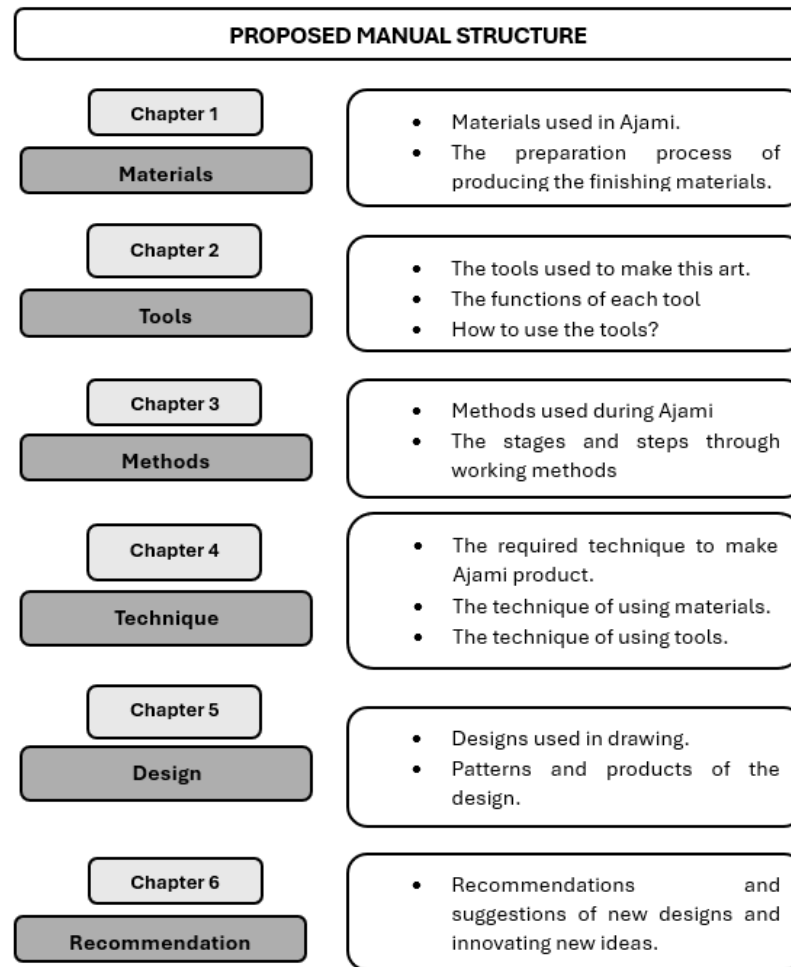 PROPOSED MANUAL STRUCTURE
Chapter 1
Materials
• Materials used in Ajami.
• The preparation process of
producing the finishing materials.
Chapter 2
Tools
• The tools used to make this art.
• The functions of each tool
• How to use the tools?
Chapter 3
Methods
• Methods used during Ajami
• The stages and steps through
working methods
Chapter 4
Technique
• The required technique to make
Ajami product.
• The technique of using materials.
• The technique of using tools.
Chapter 5
Design
• Designs used in drawing.
• Patterns and products of the
design.
Chapter 6
Recommendation
• Recommendations and
suggestions of new designs and
innovating new ideas.